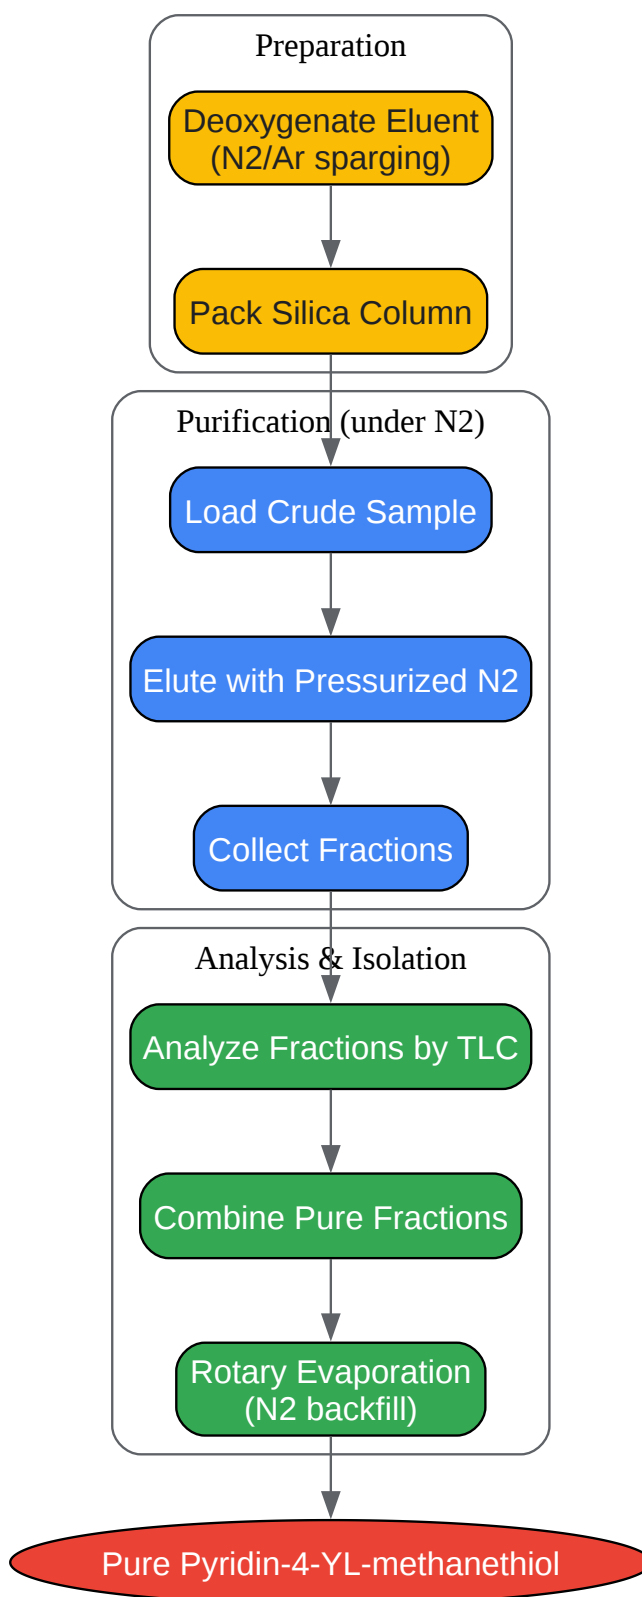 Preparation
Deoxygenate Eluent
(N2/Ar sparging)
Pack Silica Column
Purification (under N2)
Load Crude Sample
Elute with Pressurized N2
Collect Fractions
Analysis & Isolation
Analyze Fractions by TLC
Combine Pure Fractions
Rotary Evaporation
(N2 backfill)
Pure Pyridin-4-YL-methanethiol